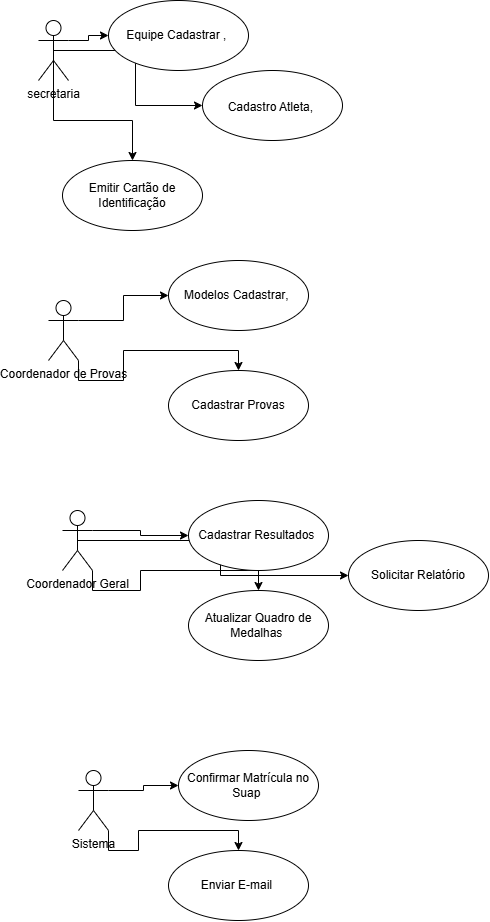 Equipe Cadastrar ,
secretaria
Cadastro Atleta,
Emitir Cartão de
Identificação
Modelos Cadastrar,
Coordenador de Provas
Cadastrar Provas
Cadastrar Resultados
Coordenador Geral
Solicitar Relatório
Atualizar Quadro de
Medalhas
Confirmar Matrícula no
Suap
Sistema
Enviar E-mail